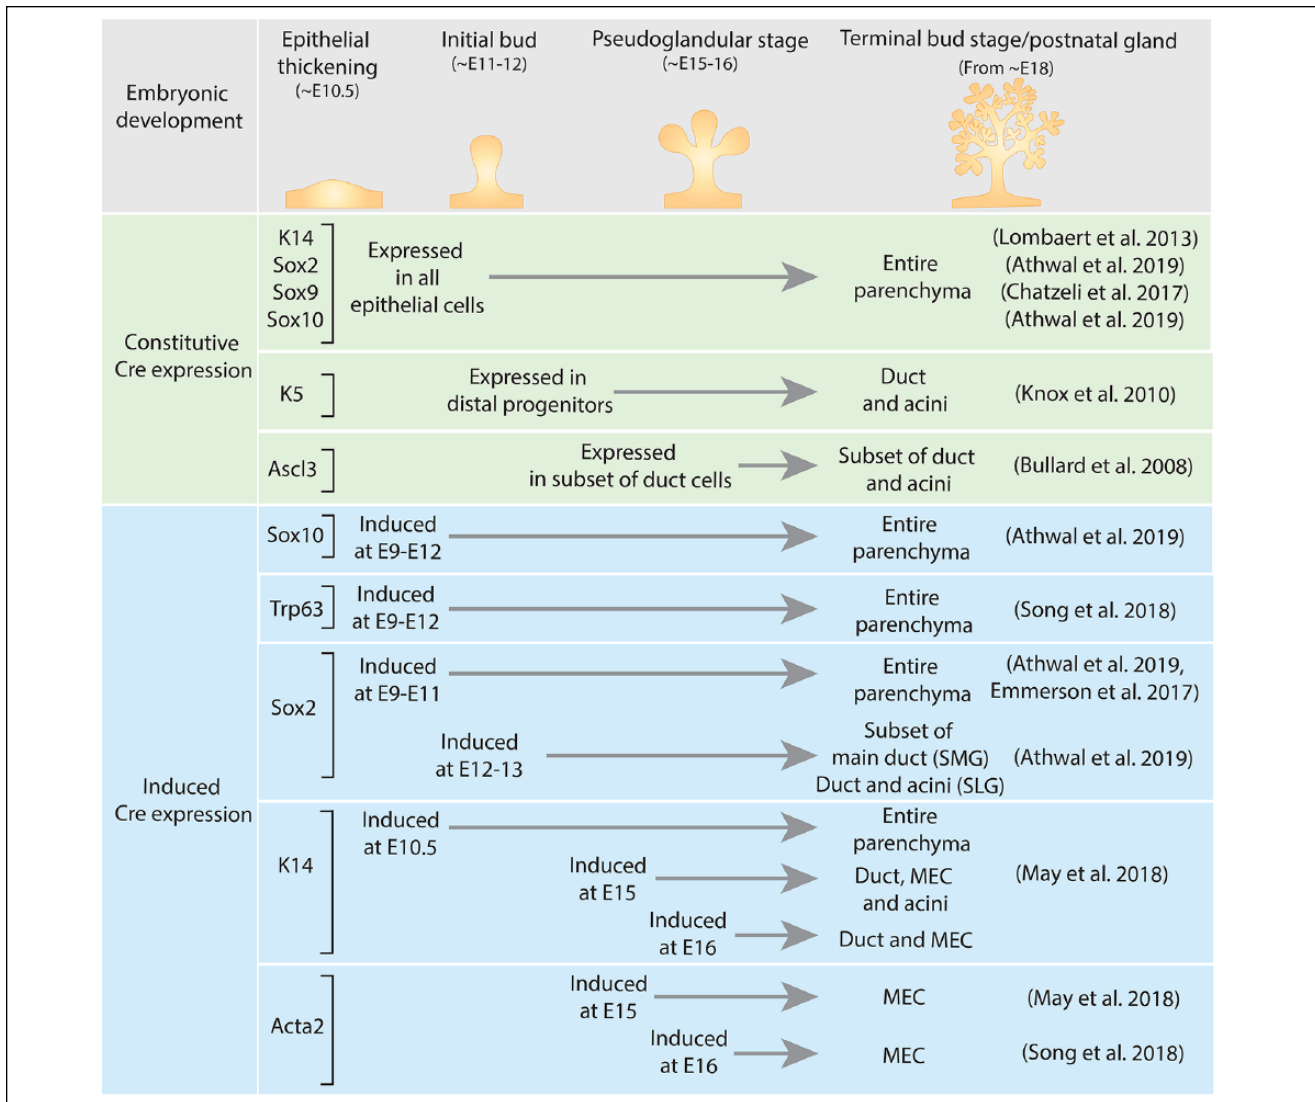 Embryonic
development
Epithelial
thickening
(~E10.5)
Initial bud
(~E11-12)
Pseudoglandular stage
(~E15-16)
Terminal bud stage/postnatal gland
(From ~E18)
Constitutive
Cre expression
K14
Sox2
Sox9
Sox10
Expressed
in all
epithelial cells
Entire
parenchyma
(Lombaert et al. 2013)
(Athwal et al. 2019)
(Chatzeli et al. 2017)
(Athwal et al. 2019)
K5
Expressed in
distal progenitors
Duct
and acini
(Knox et al. 2010)
Ascl3
Expressed
in subset of duct cells
Subset of duct
and acini
(Bullard et al. 2008)
Induced
Cre expression
Sox10
Induced
at E9-E12
Entire
parenchyma
(Athwal et al. 2019)
Trp63
Induced
at E9-E12
Entire
parenchyma
(Song et al. 2018)
Sox2
Induced
at E9-E11
Entire
parenchyma
(Athwal et al. 2019,
Emmerson et al. 2017)
Induced
at E12-13
Subset of
main duct (SMG)
Duct and acini (SLG)
(Athwal et al. 2019)
K14
Induced
at E10.5
Entire
parenchyma
Induced
at E15
Duct, MEC
and acini
(May et al. 2018)
Induced
at E16
Duct and MEC
Acta2
Induced
at E15
MEC
(May et al. 2018)
Induced
at E16
MEC
(Song et al. 2018)